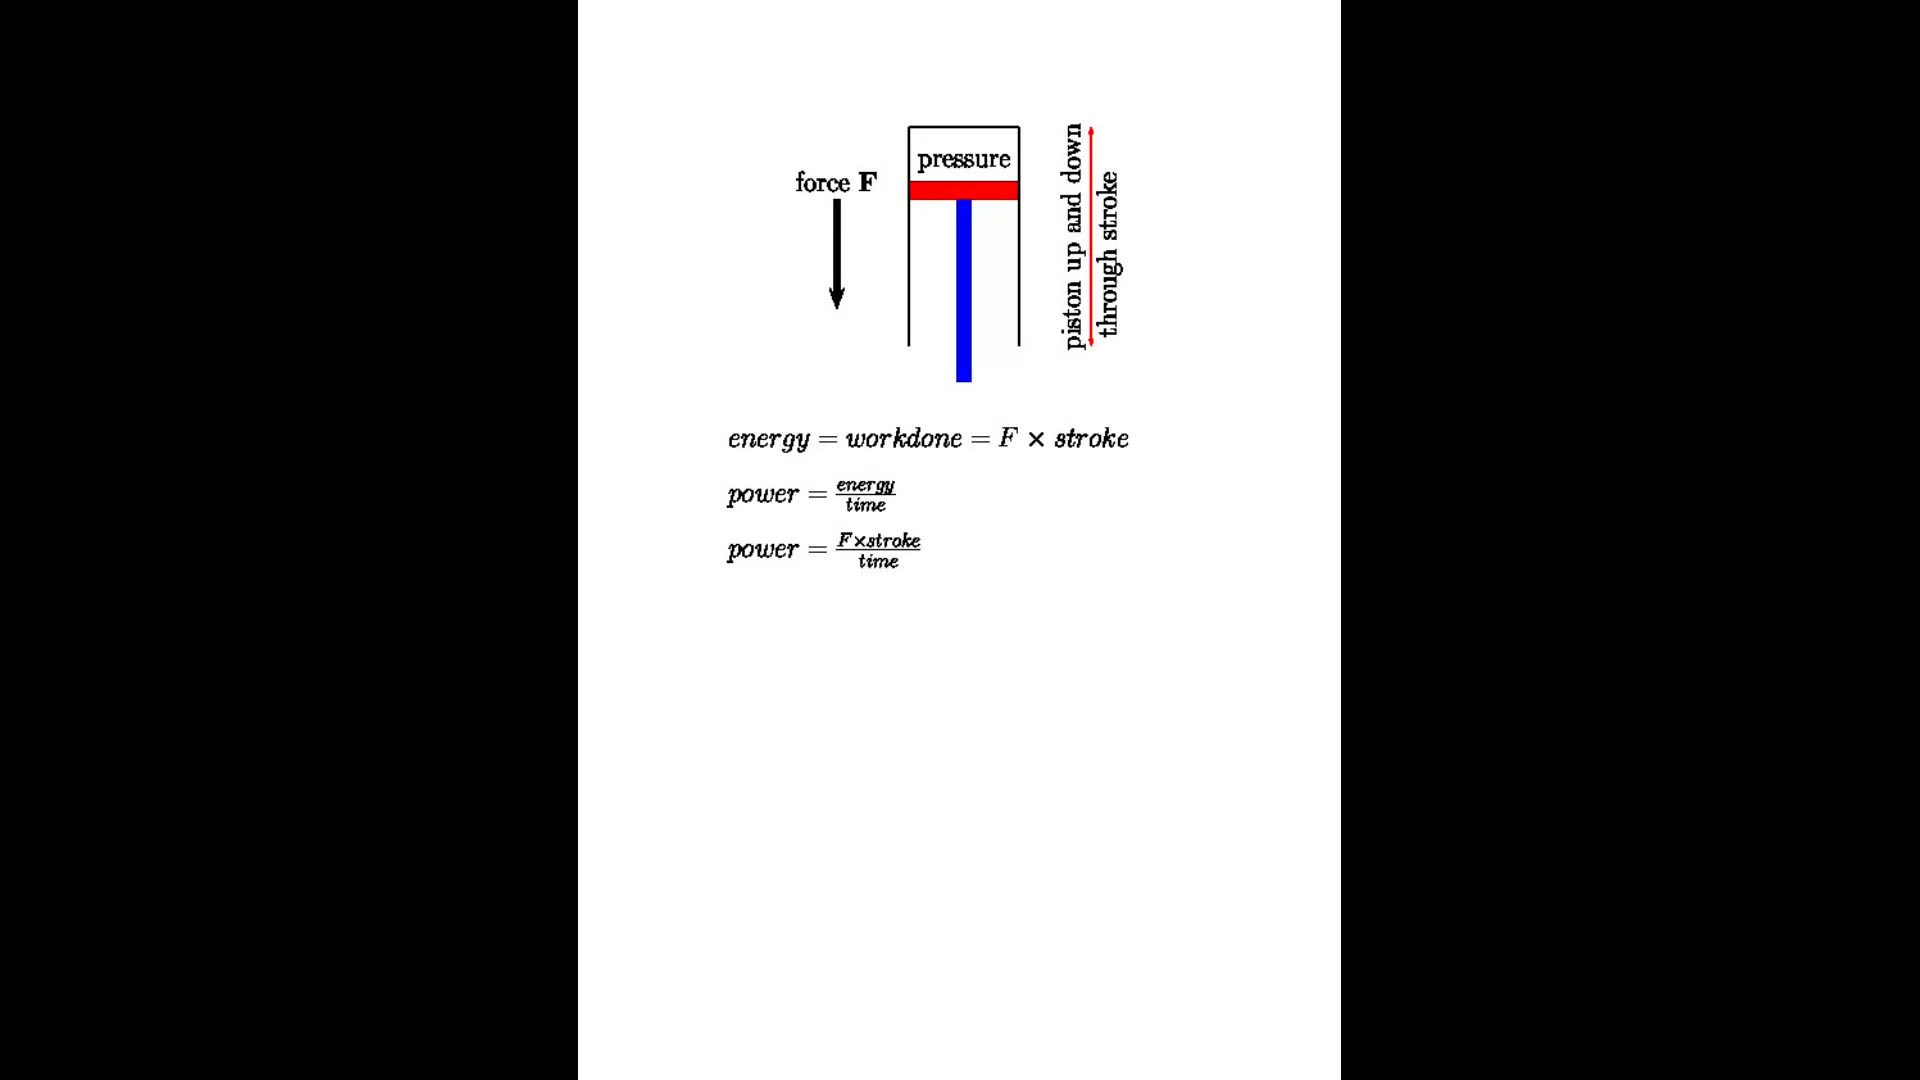 pressure
force F
piston up and down
through stroke
energy = workdone = F × stroke
power = energy/time
power = F×stroke/time